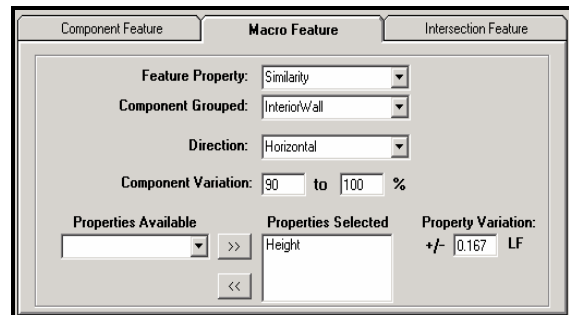 Component Feature Macro Feature Intersection Feature
Feature Property: Similarity
Component Grouped: InteriorWall
Direction: Horizontal
Component Variation: 90 to 100 %
Properties Available Properties Selected Property Variation:
>> Height +/- 0.167 LF
<<